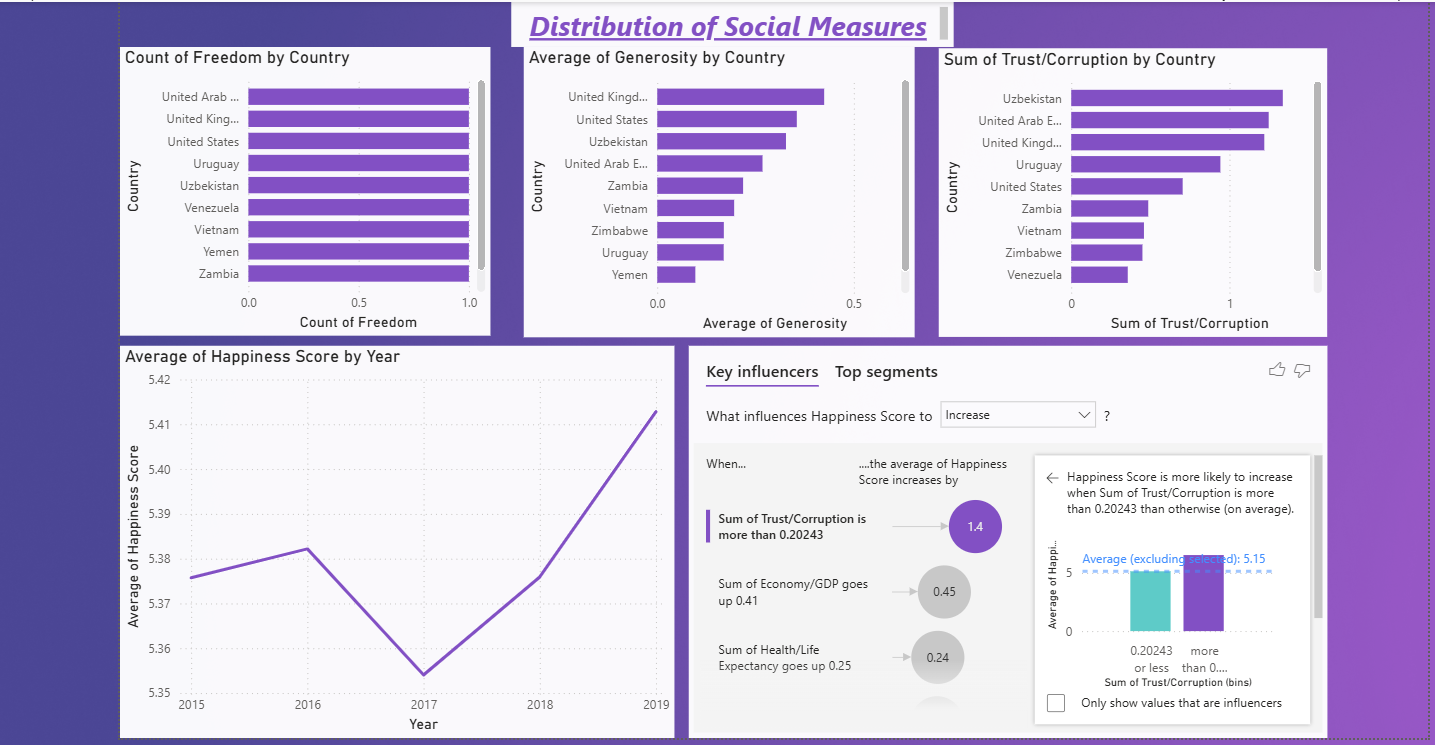 Distribution of Social Measures
Count of Freedom by Country
Country
United Arab ...
United King...
United States
Uruguay
Uzbekistan
Venezuela
Vietnam
Yemen
Zambia
0.0 0.5 1.0
Count of Freedom
Average of Generosity by Country
Country
United Kingd...
United States
Uzbekistan
United Arab E...
Zambia
Vietnam
Zimbabwe
Uruguay
Yemen
0.0 0.5
Average of Generosity
Sum of Trust/Corruption by Country
Country
Uzbekistan
United Arab E...
United Kingd...
Uruguay
United States
Zambia
Vietnam
Zimbabwe
Venezuela
0 1
Sum of Trust/Corruption
Average of Happiness Score by Year
Average of Happiness Score
5.42
5.41
5.40
5.39
5.38
5.37
5.36
5.35
2015 2016 2017 2018 2019
Year
Key influencers Top segments
What influences Happiness Score to Increase ?
When...
....the average of Happiness
Score increases by
Sum of Trust/Corruption is
more than 0.20243
1.4
Sum of Economy/GDP goes
up 0.41
0.45
Sum of Health/Life
Expectancy goes up 0.25
0.24
Happiness Score is more likely to increase
when Sum of Trust/Corruption is more
than 0.20243 than otherwise (on average).
Average of Happi...
Average (excluding selected): 5.15
5
0
0.20243
or less
more
than 0....
Sum of Trust/Corruption (bins)
Only show values that are influencers